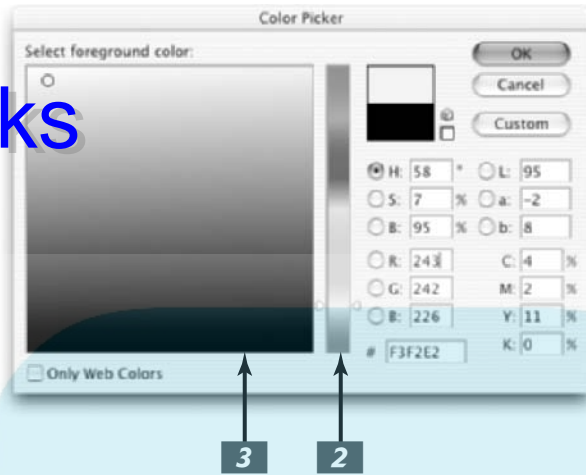 Color Picker
Select foreground color:
OK
Cancel
Custom
ks
H: 58 ° L: 95
S: 7 % a: -2
B: 95 % b: 8
R: 243 C: 4 %
G: 242 M: 2 %
B: 226 Y: 11 %
# F3F2E2 K: 0 %
Only Web Colors
3 2